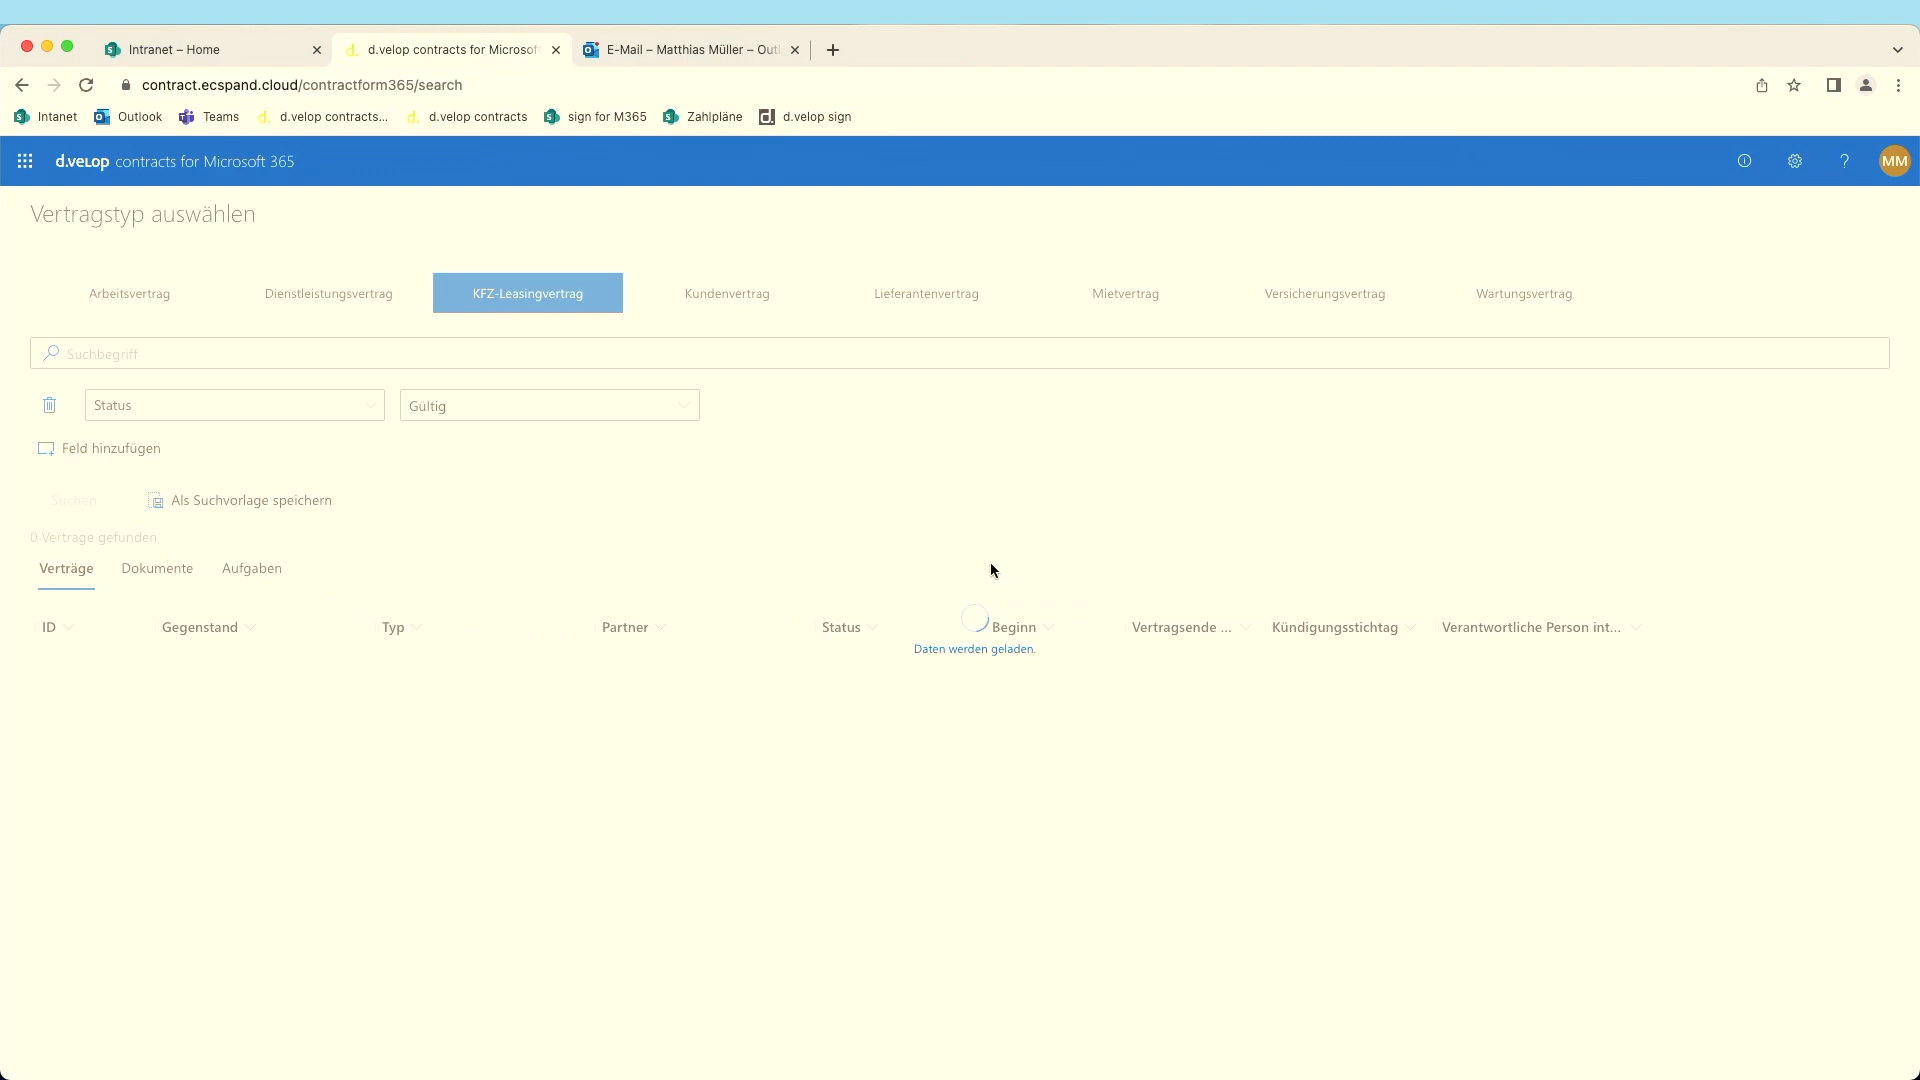 Intranet – Home
d.velop contracts for Microsof
E-Mail – Matthias Müller – Outl
contract.ecspand.cloud/contractform365/search
Intanet
Outlook
Teams
d.velop contracts...
d.velop contracts
sign for M365
Zahlpläne
d.velop sign
d.velop contracts for Microsoft 365
MM
Vertragstyp auswählen
Arbeitsvertrag
Dienstleistungsvertrag
KFZ-Leasingvertrag
Kundenvertrag
Lieferantenvertrag
Mietvertrag
Versicherungsvertrag
Wartungsvertrag
Suchbegriff
Status
Gültig
Feld hinzufügen
Suchen
Als Suchvorlage speichern
0 Verträge gefunden
Verträge
Dokumente
Aufgaben
ID
Gegenstand
Typ
Partner
Status
Beginn
Vertragsende ...
Kündigungsstichtag
Verantwortliche Person int...
Daten werden geladen.